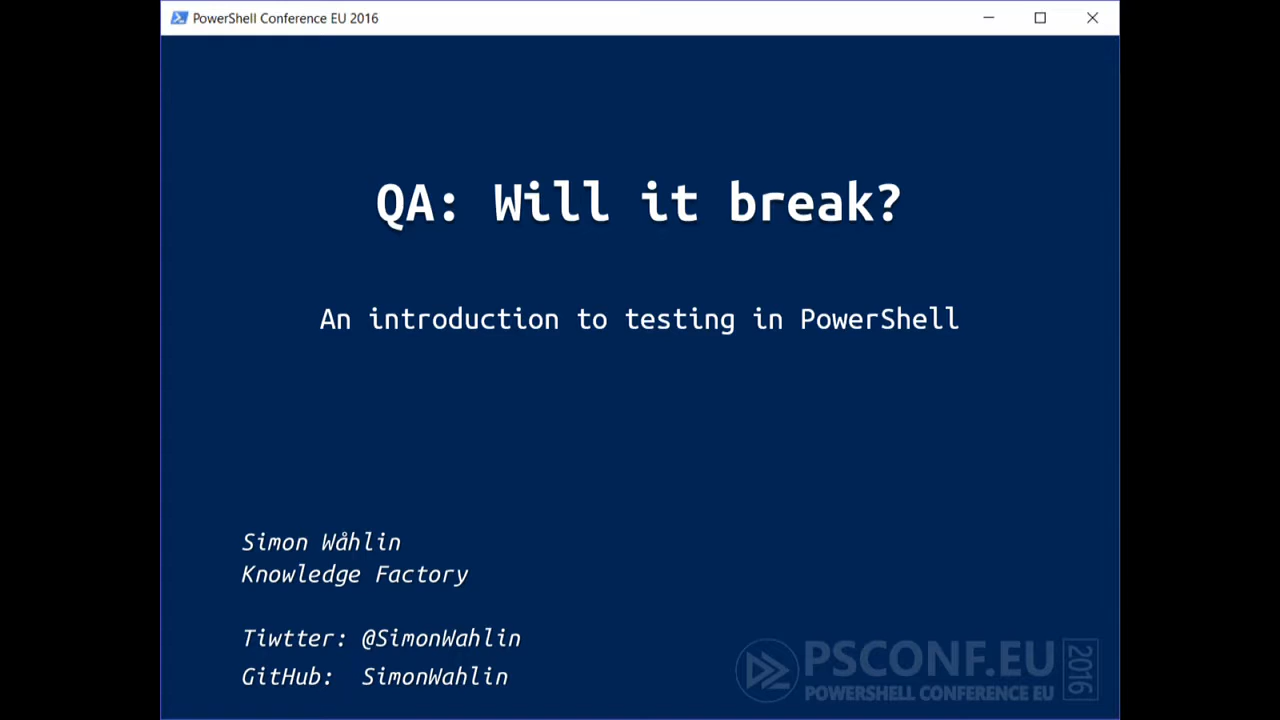 PowerShell Conference EU 2016
QA: Will it break?
An introduction to testing in PowerShell
Simon Wåhlin
Knowledge Factory
Tiwtter: @SimonWahlin
GitHub: SimonWahlin
PSCONF.EU 2016
POWERSHELL CONFERENCE EU